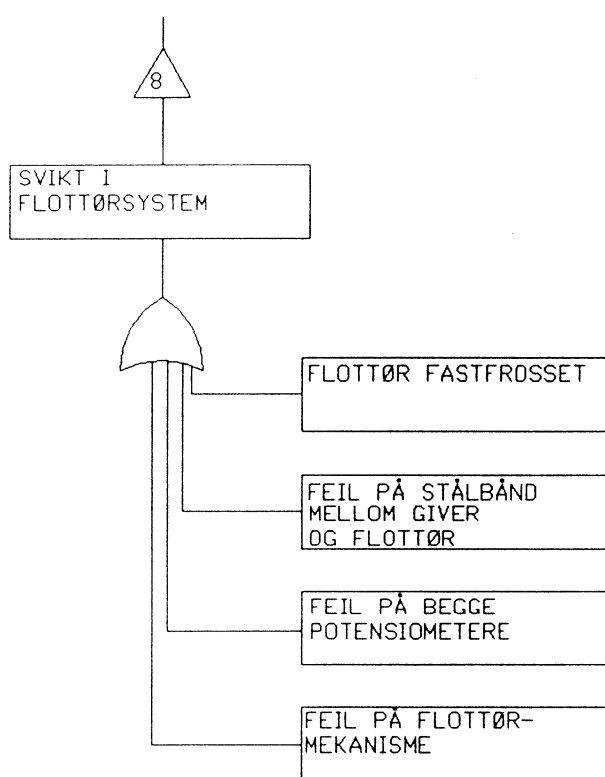 8
SVIKT I
FLOTTØRSYSTEM
FLOTTØR FASTFROSSET
FEIL PÅ STÅLBÅND
MELLOM GIVER
OG FLOTTØR
FEIL PÅ BEGGE
POTENSIOMETERE
FEIL PÅ FLOTTØR-
MEKANISME